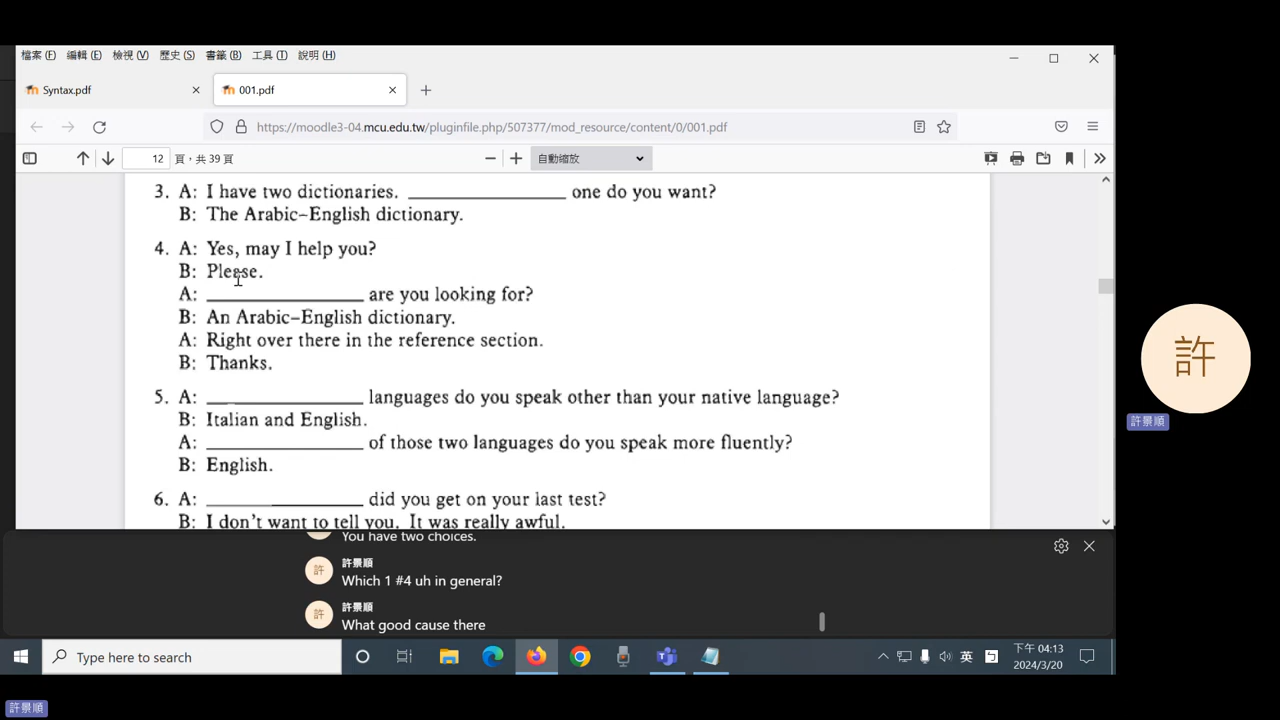 檔案 (F) 編輯 (E) 檢視 (V) 歷史 (S) 書籤 (B) 工具 (T) 說明 (H)
Syntax.pdf 001.pdf
https://moodle3-04.mcu.edu.tw/pluginfile.php/507377/mod_resource/content/0/001.pdf
12 頁，共 39 頁 自動縮放
3. A: I have two dictionaries. ________________ one do you want?
B: The Arabic–English dictionary.
4. A: Yes, may I help you?
B: Please.
A: ________________ are you looking for?
B: An Arabic–English dictionary.
A: Right over there in the reference section.
B: Thanks.
5. A: ________________ languages do you speak other than your native language?
B: Italian and English.
A: ________________ of those two languages do you speak more fluently?
B: English.
6. A: ________________ did you get on your last test?
B: I don't want to tell you. It was really awful.
You have two choices.
許景順
許 Which 1 #4 uh in general?
許景順
許 What good cause there
許
許景順
Type here to search
英
下午 04:13
2024/3/20
許景順